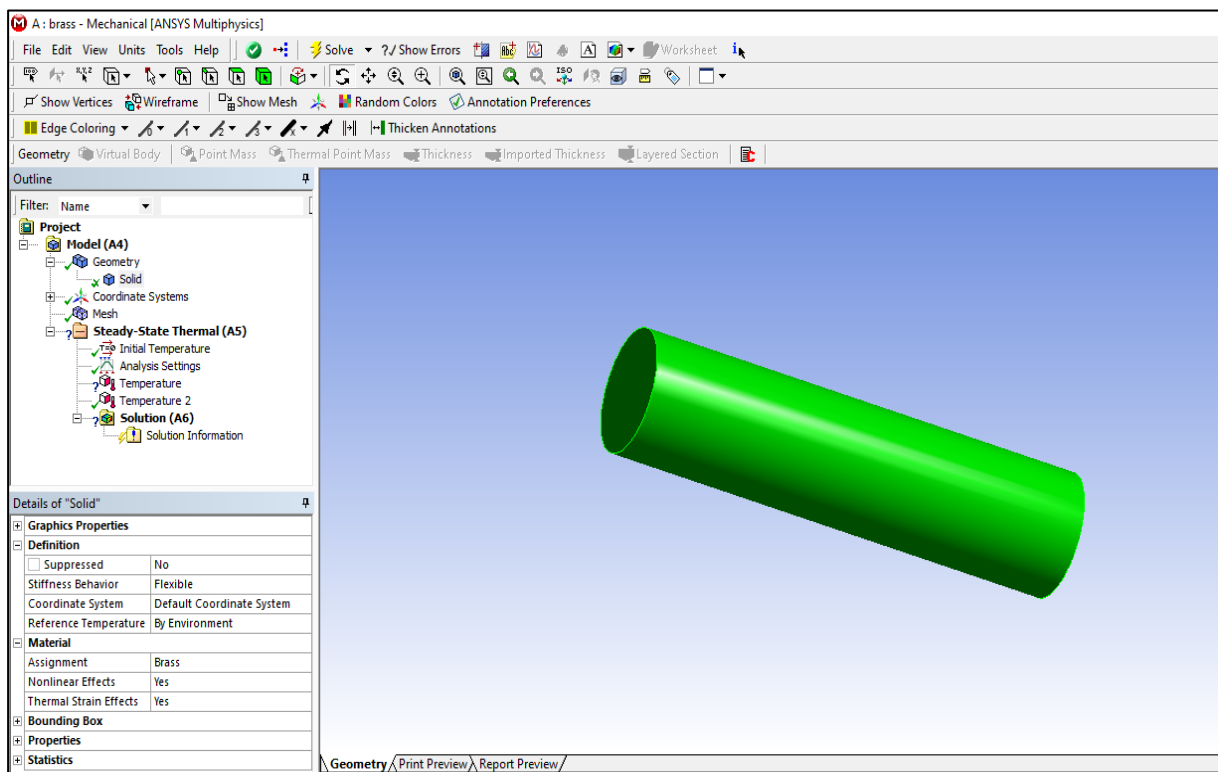 A : brass - Mechanical [ANSYS Multiphysics]
File Edit View Units Tools Help Solve ?/ Show Errors Worksheet
Show Vertices Wireframe Show Mesh Random Colors Annotation Preferences
Edge Coloring Thicken Annotations
Geometry Virtual Body Point Mass Thermal Point Mass Thickness Imported Thickness Layered Section
Outline
Filter: Name
Project
Model (A4)
Geometry
Solid
Coordinate Systems
Mesh
Steady-State Thermal (A5)
Initial Temperature
Analysis Settings
Temperature
Temperature 2
Solution (A6)
Solution Information
Details of "Solid"
Graphics Properties
Definition
Suppressed No
Stiffness Behavior Flexible
Coordinate System Default Coordinate System
Reference Temperature By Environment
Material
Assignment Brass
Nonlinear Effects Yes
Thermal Strain Effects Yes
Bounding Box
Properties
Statistics
Geometry Print Preview Report Preview